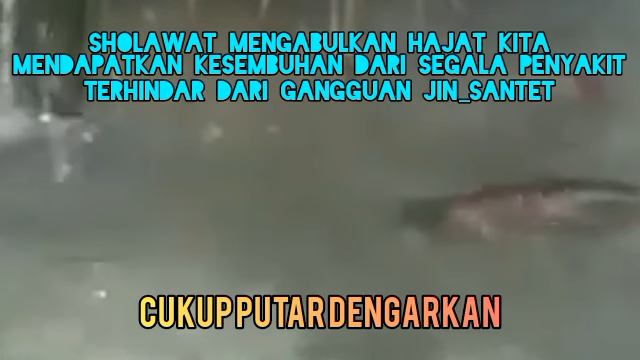 SHOLAWAT MENGABULKAN HAJAT KITA
MENDAPATKAN KESEMBUHAN DARI SEGALA PENYAKIT
TERHINDAR DARI GANGGUAN JIN_SANTET
CUKUP PUTAR DENGARKAN